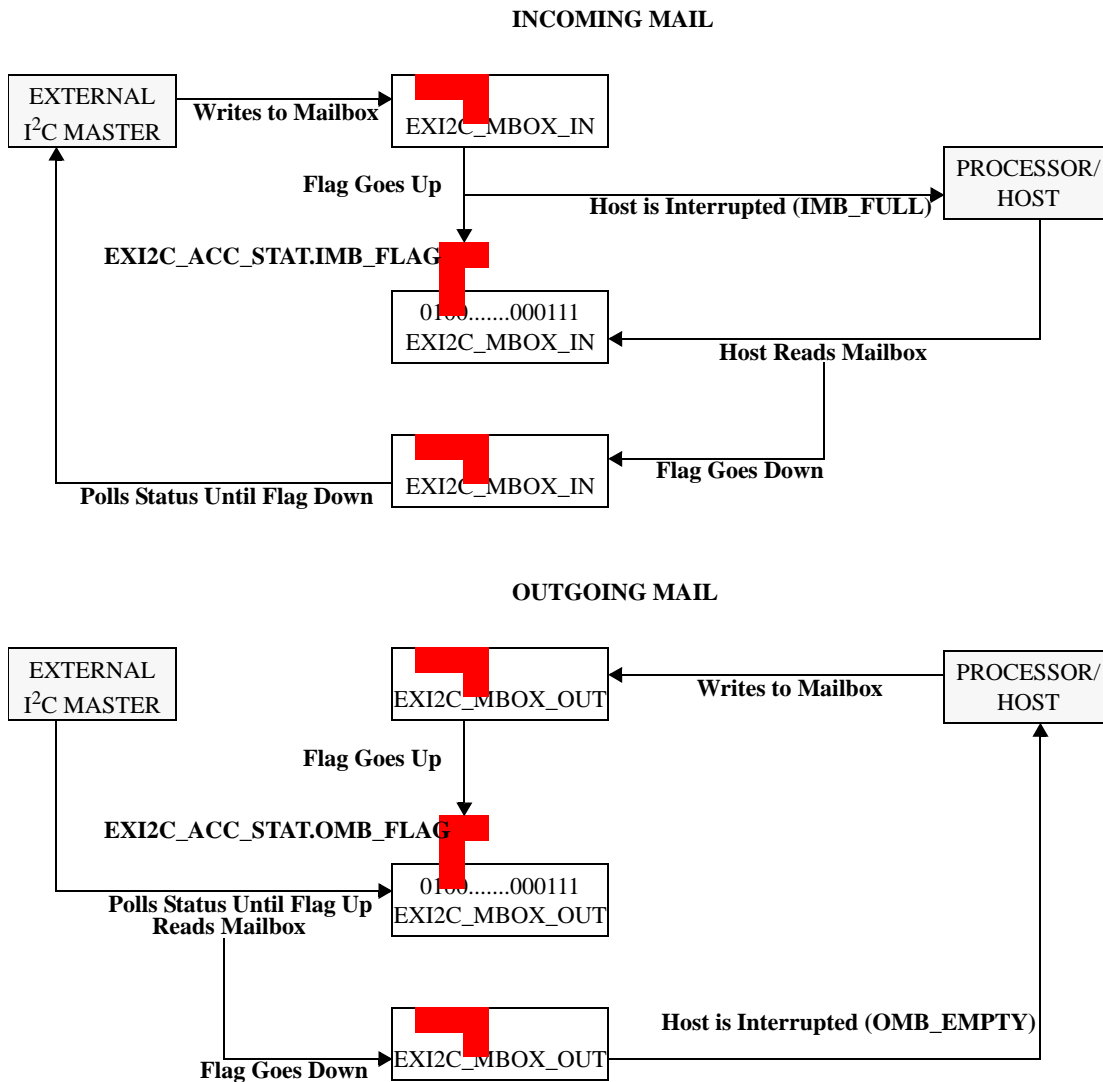 INCOMING MAIL
EXTERNAL
I²C MASTER
Writes to Mailbox
EXI2C_MBOX_IN
Flag Goes Up
PROCESSOR/
HOST
Host is Interrupted (IMB_FULL)
EXI2C_ACC_STAT.IMB_FLAG
0100.......000111
EXI2C_MBOX_IN
Host Reads Mailbox
EXI2C_MBOX_IN
Flag Goes Down
Polls Status Until Flag Down
OUTGOING MAIL
EXTERNAL
I²C MASTER
EXI2C_MBOX_OUT
Writes to Mailbox
PROCESSOR/
HOST
Flag Goes Up
EXI2C_ACC_STAT.OMB_FLAG
0100.......000111
EXI2C_MBOX_OUT
Polls Status Until Flag Up
Reads Mailbox
Host is Interrupted (OMB_EMPTY)
EXI2C_MBOX_OUT
Flag Goes Down